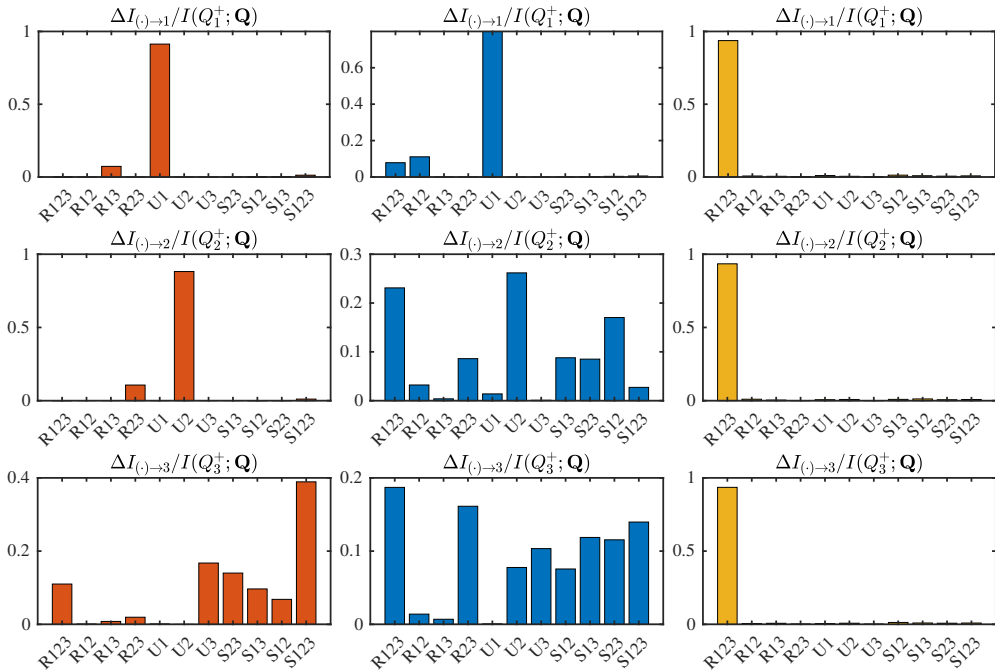 ΔI₍·₎→1/I(Q₁⁺; Q)
1
0.5
0
R123 R12 R13 R23 U1 U2 U3 S23 S12 S13 S123
ΔI₍·₎→1/I(Q₁⁺; Q)
0.6
0.4
0.2
0
R123 R12 R13 R23 U1 U2 U3 S23 S12 S13 S123
ΔI₍·₎→1/I(Q₁⁺; Q)
1
0.5
0
R123 R12 R13 R23 U1 U2 U3 S12 S13 S23 S123
ΔI₍·₎→2/I(Q₂⁺; Q)
1
0.5
0
R123 R12 R13 R23 U1 U2 U3 S13 S23 S12 S123
ΔI₍·₎→2/I(Q₂⁺; Q)
0.3
0.2
0.1
0
R123 R12 R13 R23 U1 U2 U3 S13 S23 S12 S123
ΔI₍·₎→2/I(Q₂⁺; Q)
1
0.5
0
R123 R12 R13 R23 U1 U2 U3 S13 S12 S23 S123
ΔI₍·₎→3/I(Q₃⁺; Q)
0.4
0.2
0
R123 R12 R13 R23 U1 U2 U3 S23 S13 S12 S123
ΔI₍·₎→3/I(Q₃⁺; Q)
0.2
0.1
0
R123 R12 R13 R23 U1 U2 U3 S12 S13 S23 S123
ΔI₍·₎→3/I(Q₃⁺; Q)
1
0.5
0
R123 R12 R13 R23 U1 U2 U3 S12 S13 S23 S123